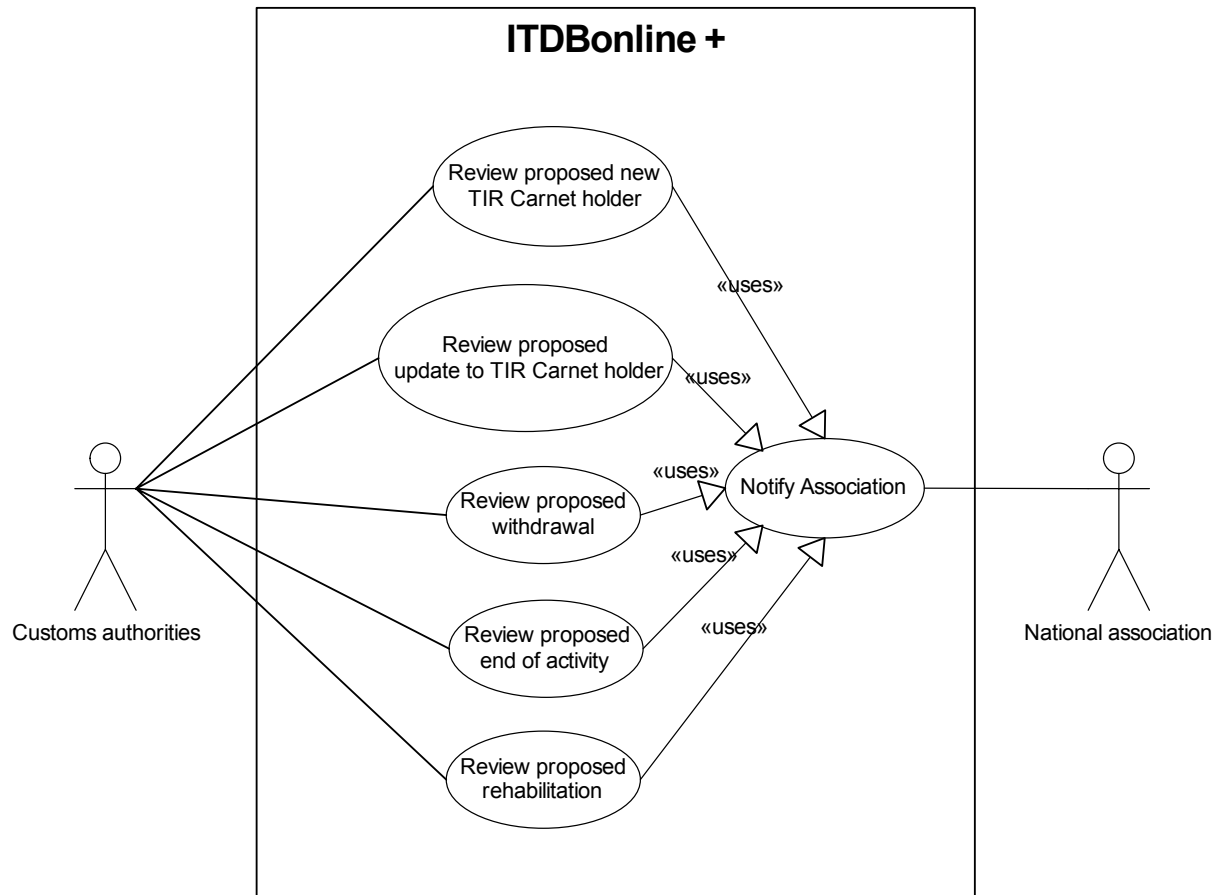 ITDBonline +
Review proposed new
TIR Carnet holder
«uses»
Review proposed
update to TIR Carnet holder
«uses»
Review proposed
withdrawal
«uses»
Notify Association
«uses»
Customs authorities
Review proposed
end of activity
«uses»
National association
Review proposed
rehabilitation